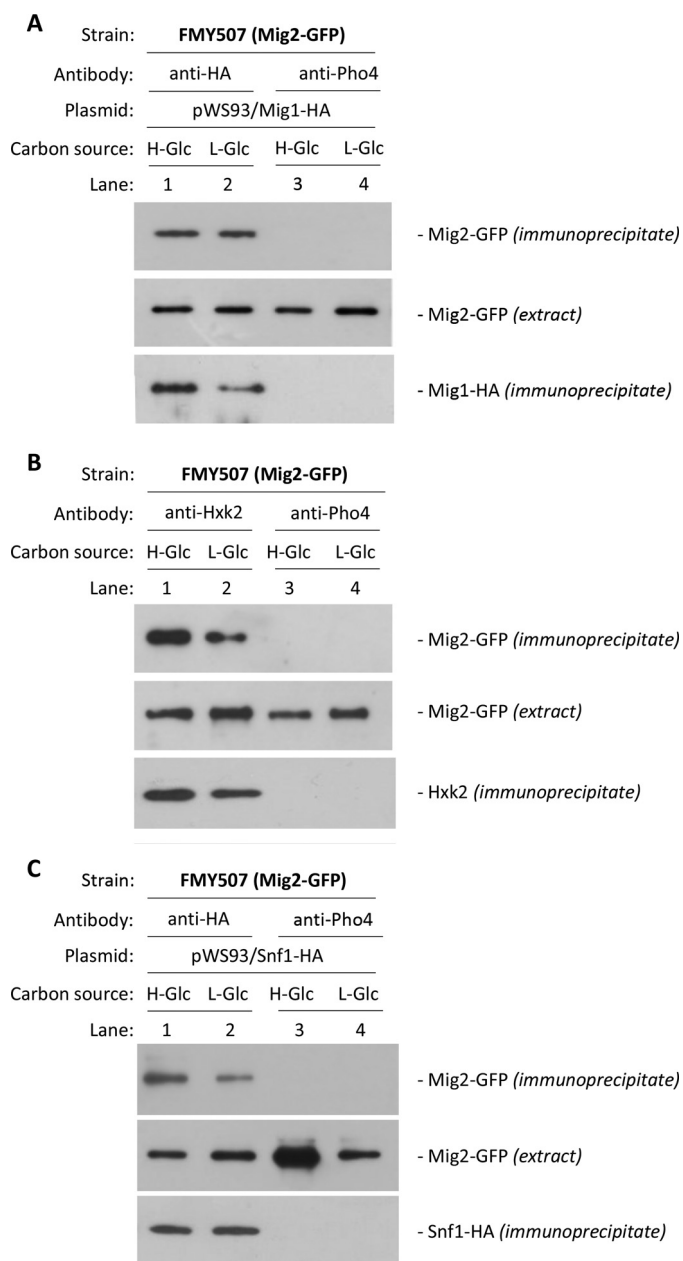 A
Strain: FMY507 (Mig2-GFP)
Antibody: anti-HA anti-Pho4
Plasmid: pWS93/Mig1-HA
Carbon source: H-Glc L-Glc H-Glc L-Glc
Lane: 1 2 3 4
- Mig2-GFP (immunoprecipitate)
- Mig2-GFP (extract)
- Mig1-HA (immunoprecipitate)
B
Strain: FMY507 (Mig2-GFP)
Antibody: anti-Hxk2 anti-Pho4
Carbon source: H-Glc L-Glc H-Glc L-Glc
Lane: 1 2 3 4
- Mig2-GFP (immunoprecipitate)
- Mig2-GFP (extract)
- Hxk2 (immunoprecipitate)
C
Strain: FMY507 (Mig2-GFP)
Antibody: anti-HA anti-Pho4
Plasmid: pWS93/Snf1-HA
Carbon source: H-Glc L-Glc H-Glc L-Glc
Lane: 1 2 3 4
- Mig2-GFP (immunoprecipitate)
- Mig2-GFP (extract)
- Snf1-HA (immunoprecipitate)